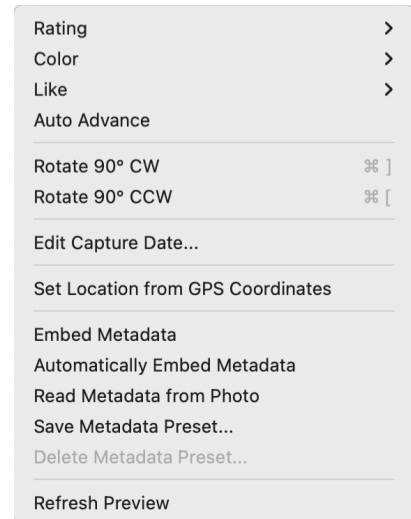 Rating
Color
Like
Auto Advance
Rotate 90° CW ⌘ ]
Rotate 90° CCW ⌘ [
Edit Capture Date...
Set Location from GPS Coordinates
Embed Metadata
Automatically Embed Metadata
Read Metadata from Photo
Save Metadata Preset...
Delete Metadata Preset...
Refresh Preview